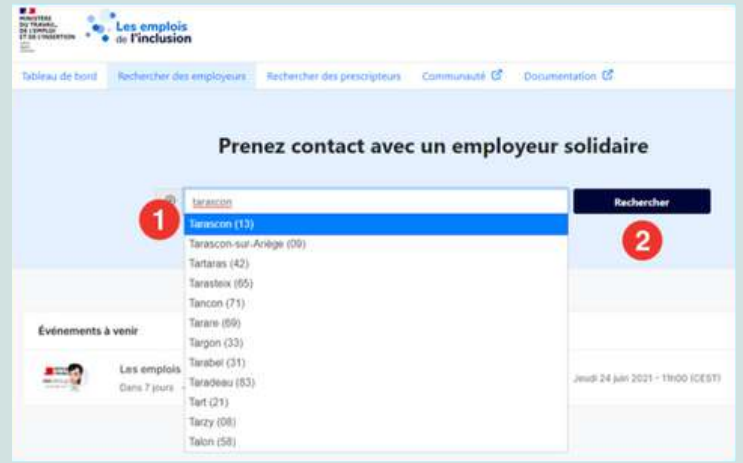 MINISTÈRE
DU TRAVAIL,
DE L'EMPLOI
ET DE L'INSERTION
Les emplois
de l'inclusion
Tableau de bord Rechercher des employeurs Rechercher des prescripteurs Communauté Documentation
Prenez contact avec un employeur solidaire
tarascon
Rechercher
1
2
Tarascon (13)
Tarascon-sur-Ariège (09)
Tartaras (42)
Tarasteix (65)
Tancon (71)
Tarare (69)
Targon (33)
Tarabel (31)
Taradeau (83)
Tart (21)
Tarzy (08)
Talon (58)
Événements à venir
Les emplois
Dans 7 jours
Jeudi 24 juin 2021 - 11h00 (CEST)